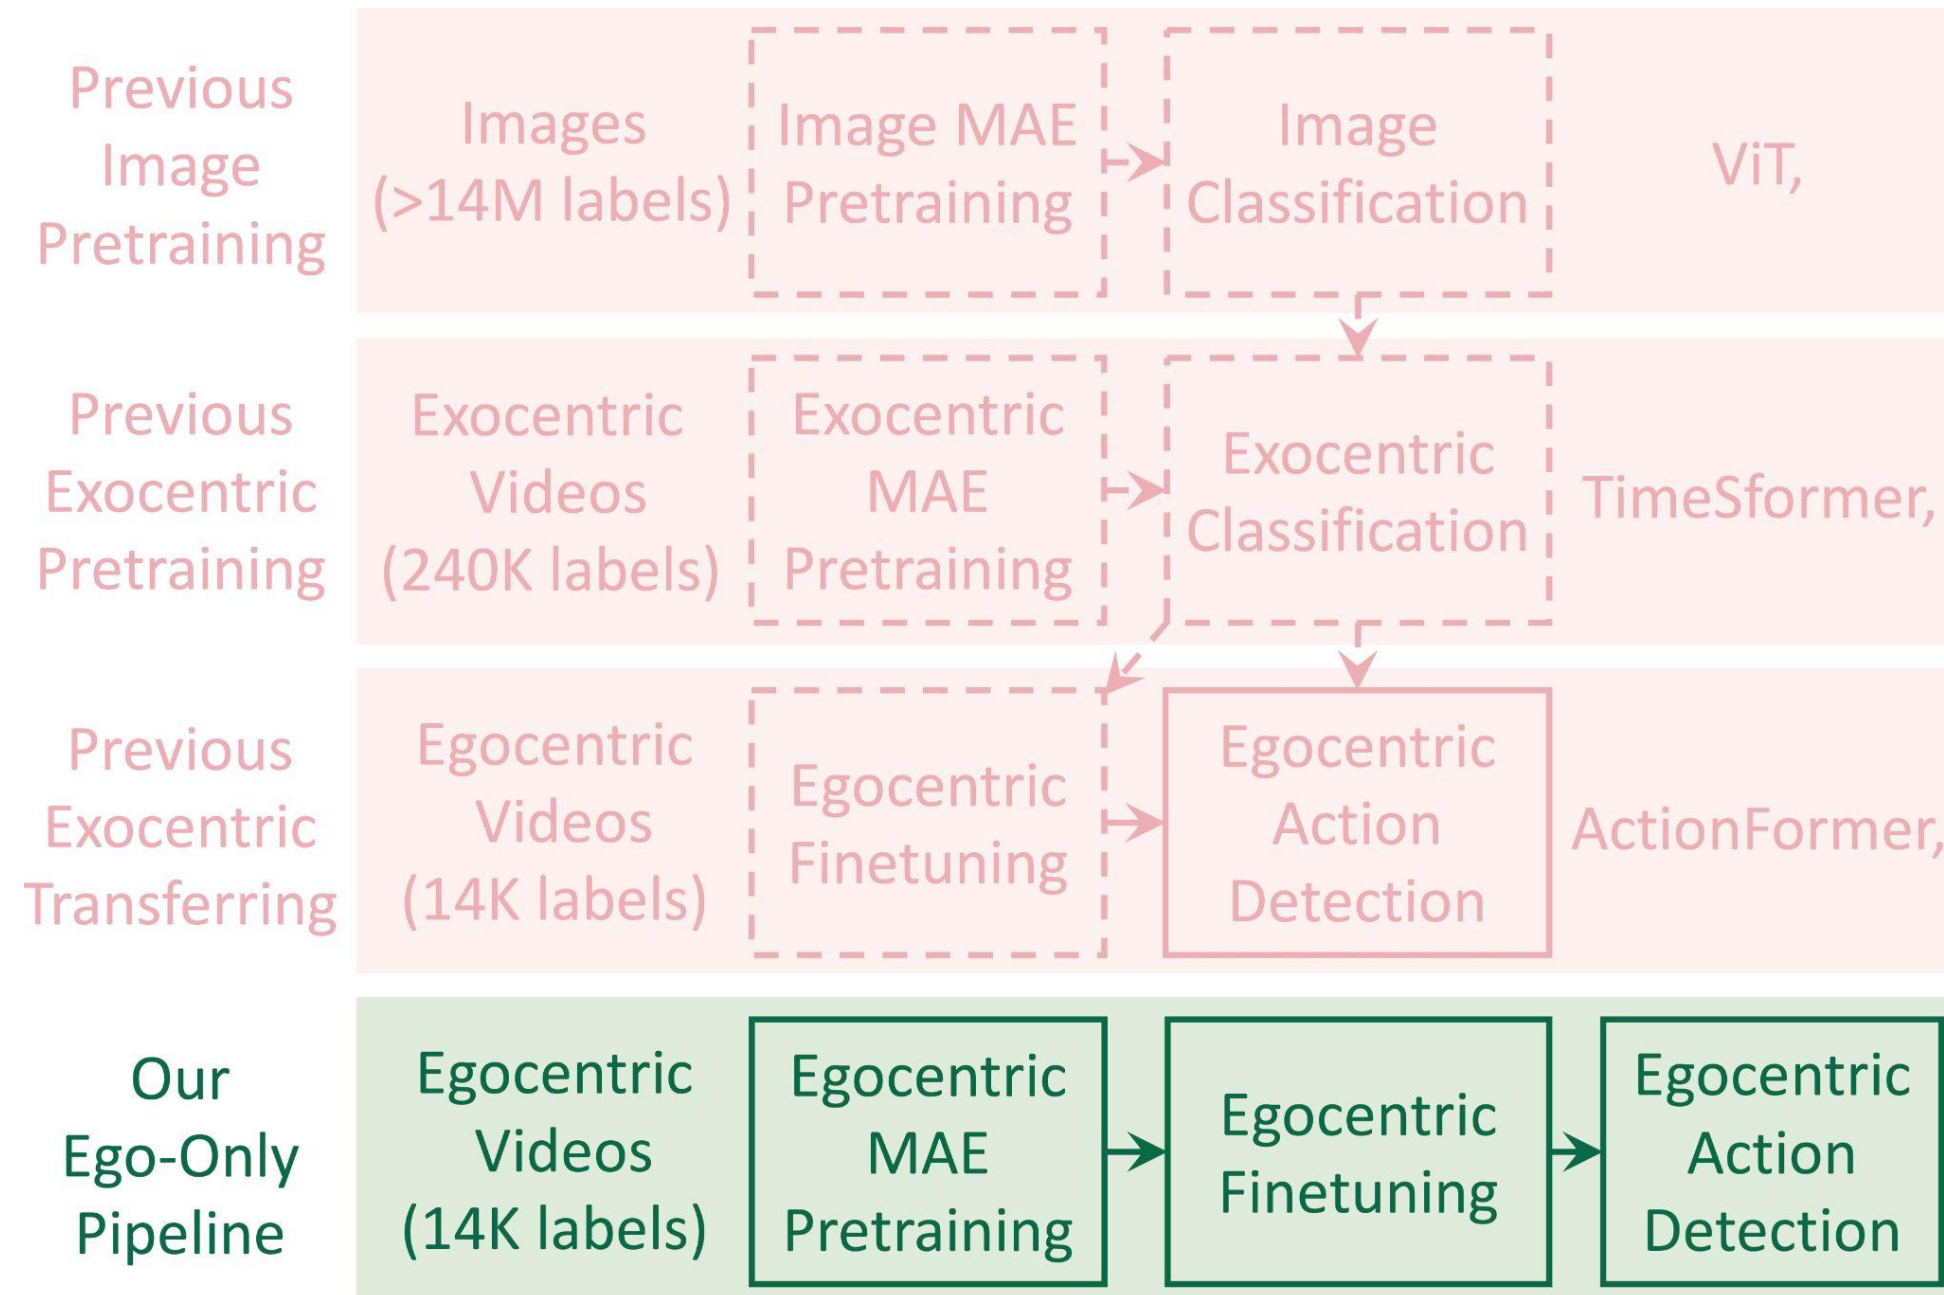 Previous
Image
Pretraining
Images
(>14M labels)
Image MAE
Pretraining
Image
Classification
ViT,
Previous
Exocentric
Pretraining
Exocentric
Videos
(240K labels)
Exocentric
MAE
Pretraining
Exocentric
Classification
TimeSformer,
Previous
Exocentric
Transferring
Egocentric
Videos
(14K labels)
Egocentric
Finetuning
Egocentric
Action
Detection
ActionFormer,
Our
Ego-Only
Pipeline
Egocentric
Videos
(14K labels)
Egocentric
MAE
Pretraining
Egocentric
Finetuning
Egocentric
Action
Detection